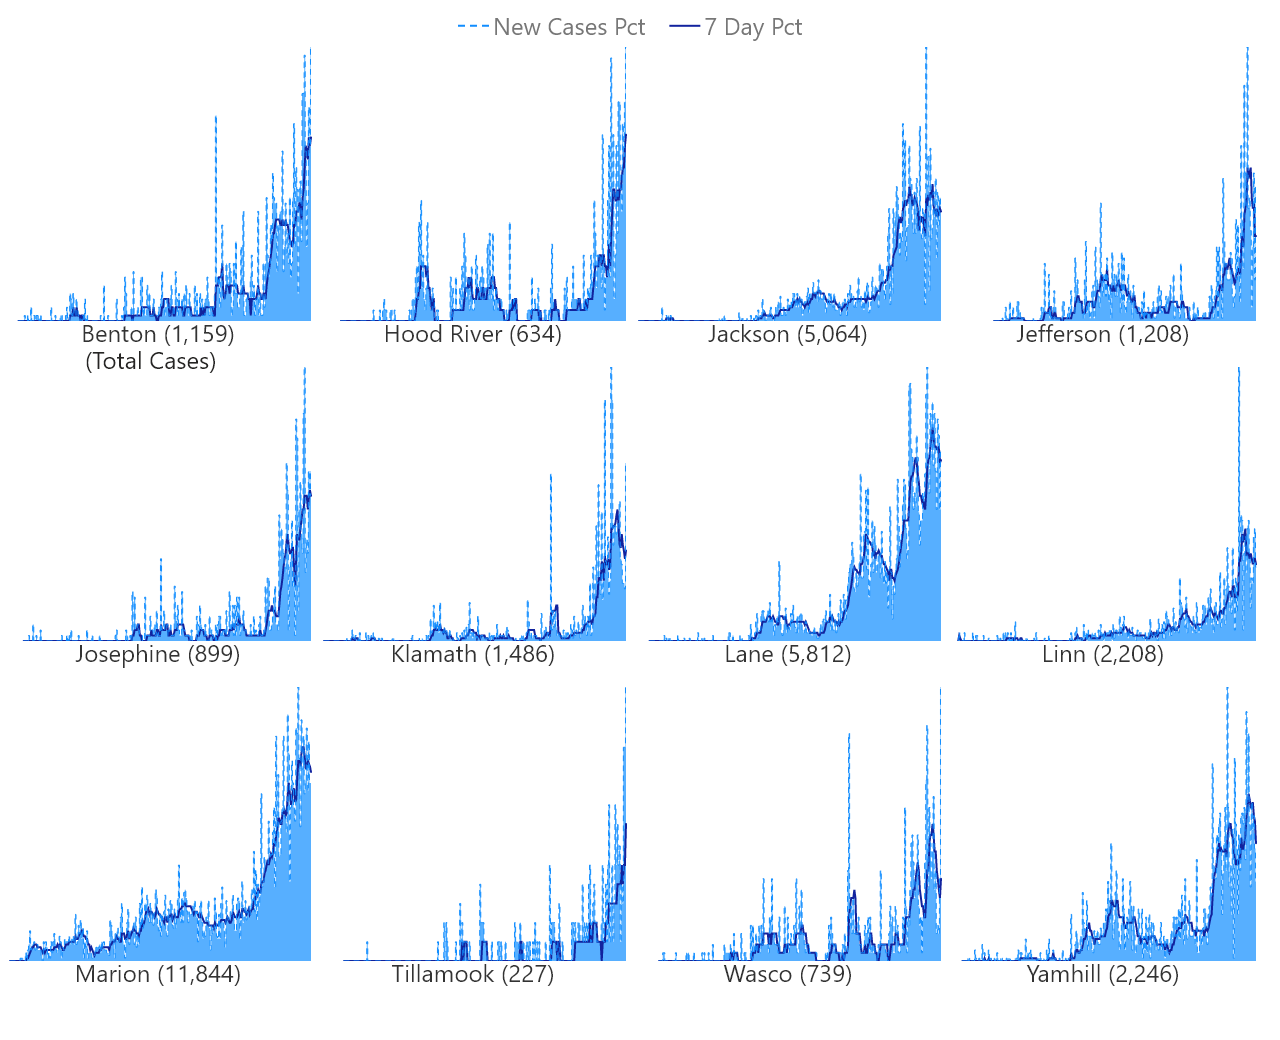 New Cases Pct 7 Day Pct
Benton (1,159) Hood River (634) Jackson (5,064) Jefferson (1,208)
(Total Cases)
Josephine (899) Klamath (1,486) Lane (5,812) Linn (2,208)
Marion (11,844) Tillamook (227) Wasco (739) Yamhill (2,246)